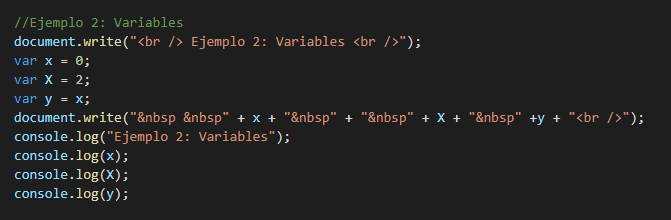 //Ejemplo 2: Variables
document.write("<br /> Ejemplo 2: Variables <br />");
var x = 0;
var X = 2;
var y = x;
document.write("&nbsp &nbsp" + x + "&nbsp" + "&nbsp" + X + "&nbsp" +y + "<br />");
console.log("Ejemplo 2: Variables");
console.log(x);
console.log(X);
console.log(y);